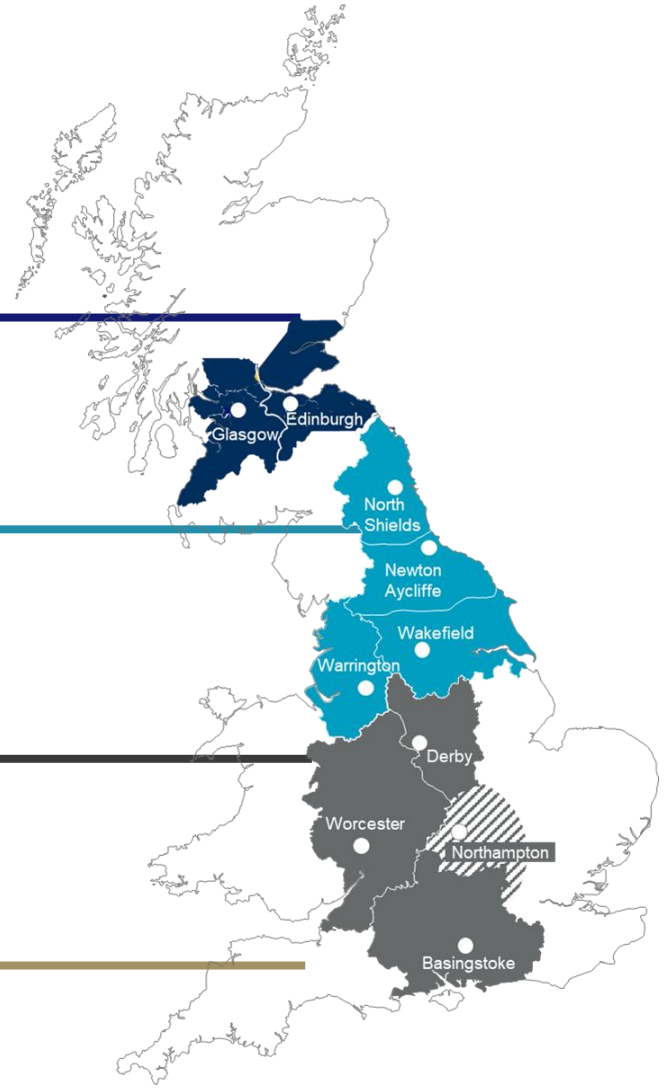 Edinburgh
Glasgow
North
Shields
Newton
Aycliffe
Wakefield
Warrington
Derby
Worcester
Northampton
Basingstoke